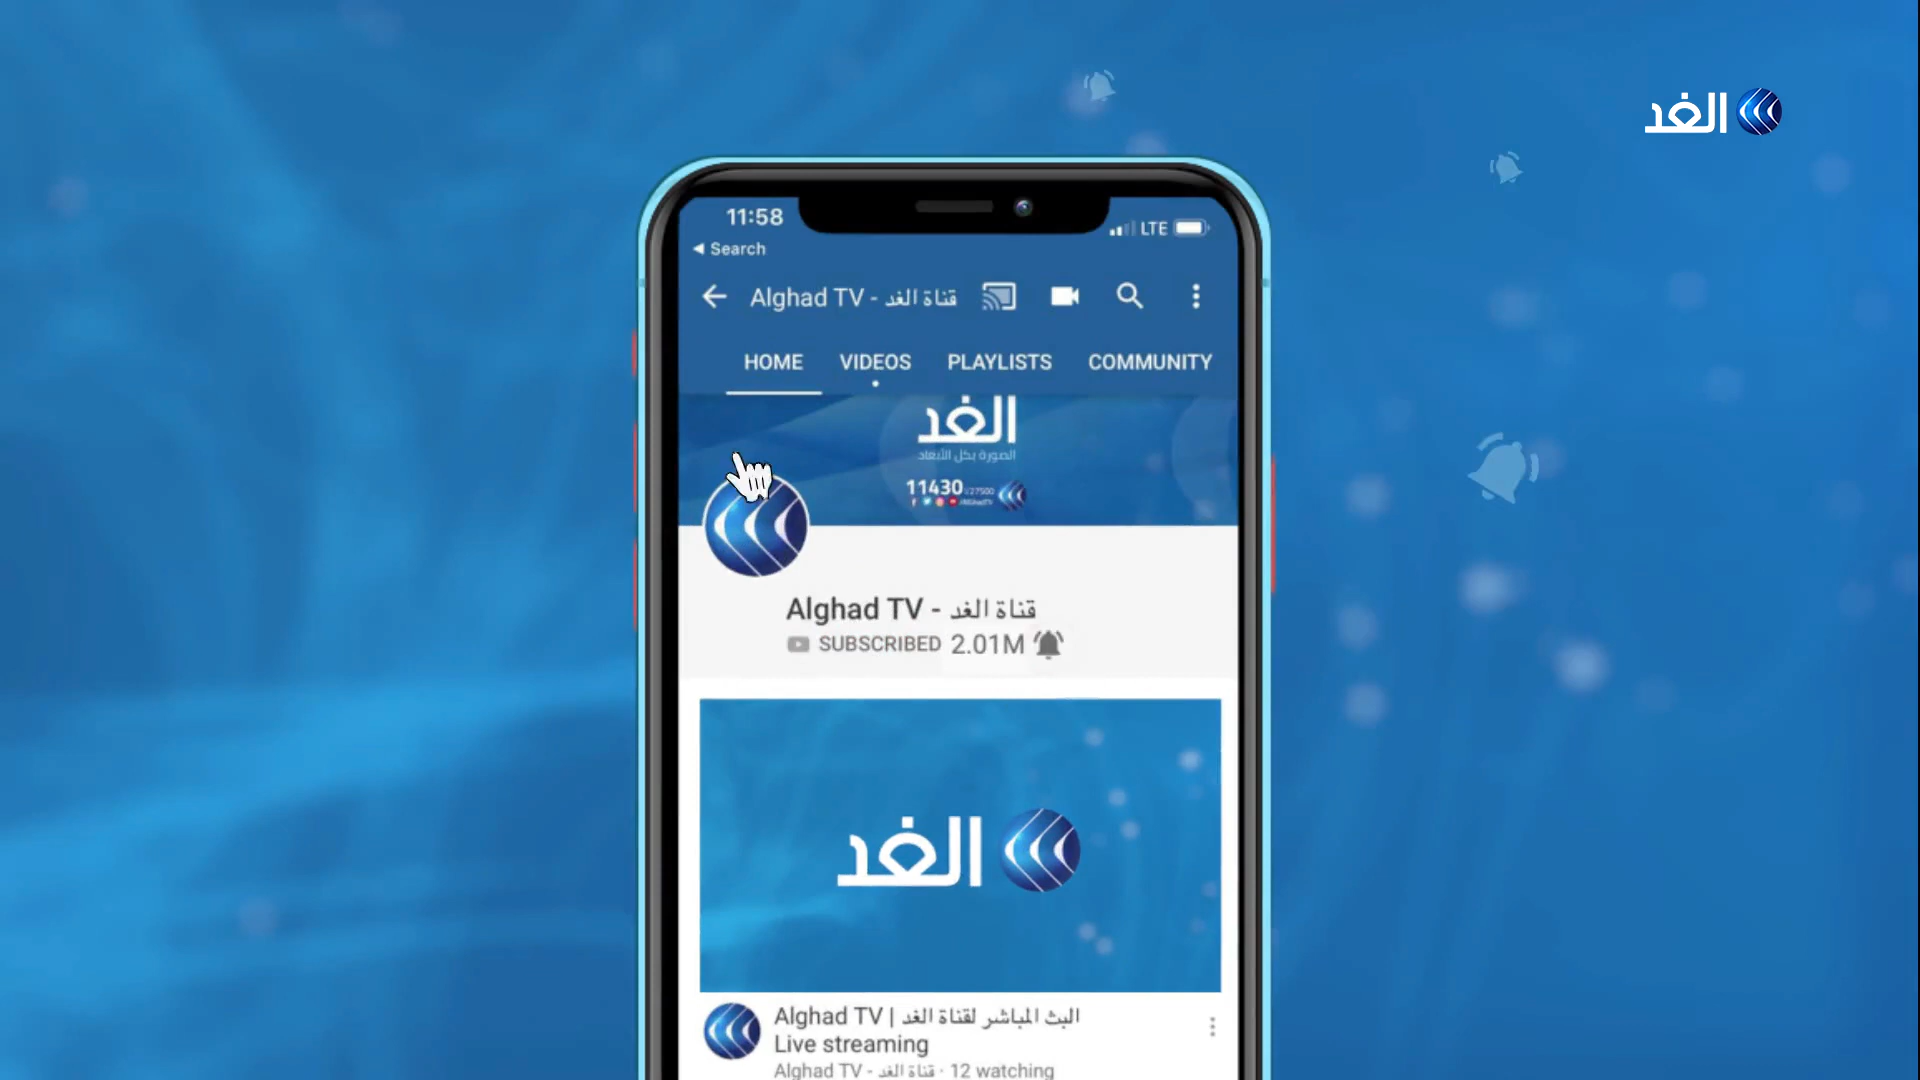 الغد
11:58
LTE
Search
Alghad TV - قناة الغد
HOME VIDEOS PLAYLISTS COMMUNITY
الغد
الصورة بكل الأبعاد
11430 27500
Alghad TV - قناة الغد
SUBSCRIBED 2.01M
الغد
Alghad TV | البث المباشر لقناة الغد
Live streaming
Alghad TV - قناة الغد · 12 watching